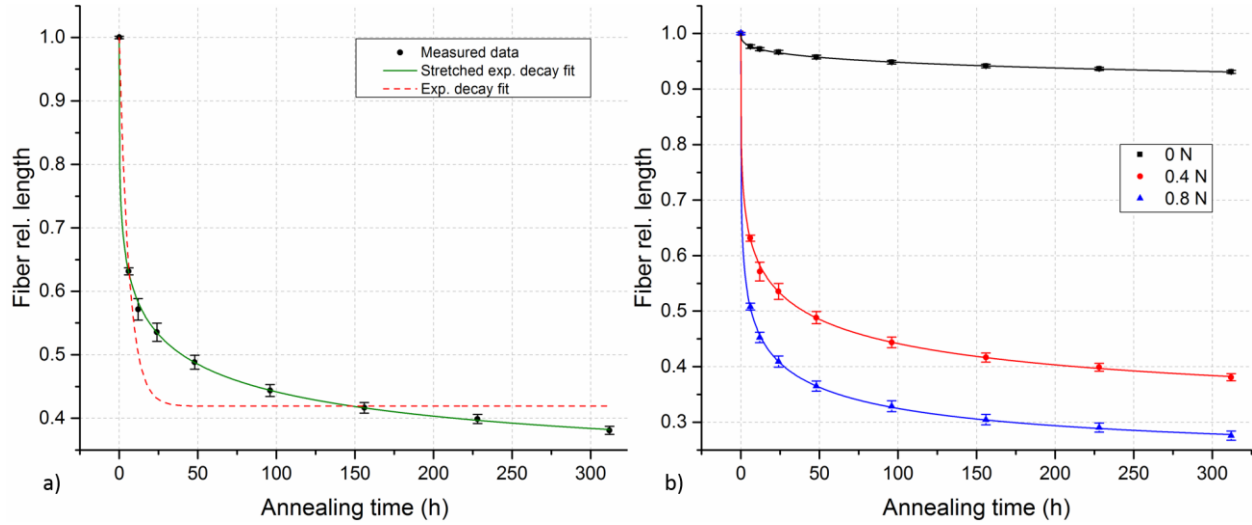 1.0
0.9
0.8
0.7
0.6
0.5
0.4
Fiber rel. length
Measured data
Stretched exp. decay fit
Exp. decay fit
0 50 100 150 200 250 300
a)
Annealing time (h)
1.0
0.9
0.8
0.7
0.6
0.5
0.4
0.3
Fiber rel. length
0 N
0.4 N
0.8 N
0 50 100 150 200 250 300
b)
Annealing time (h)